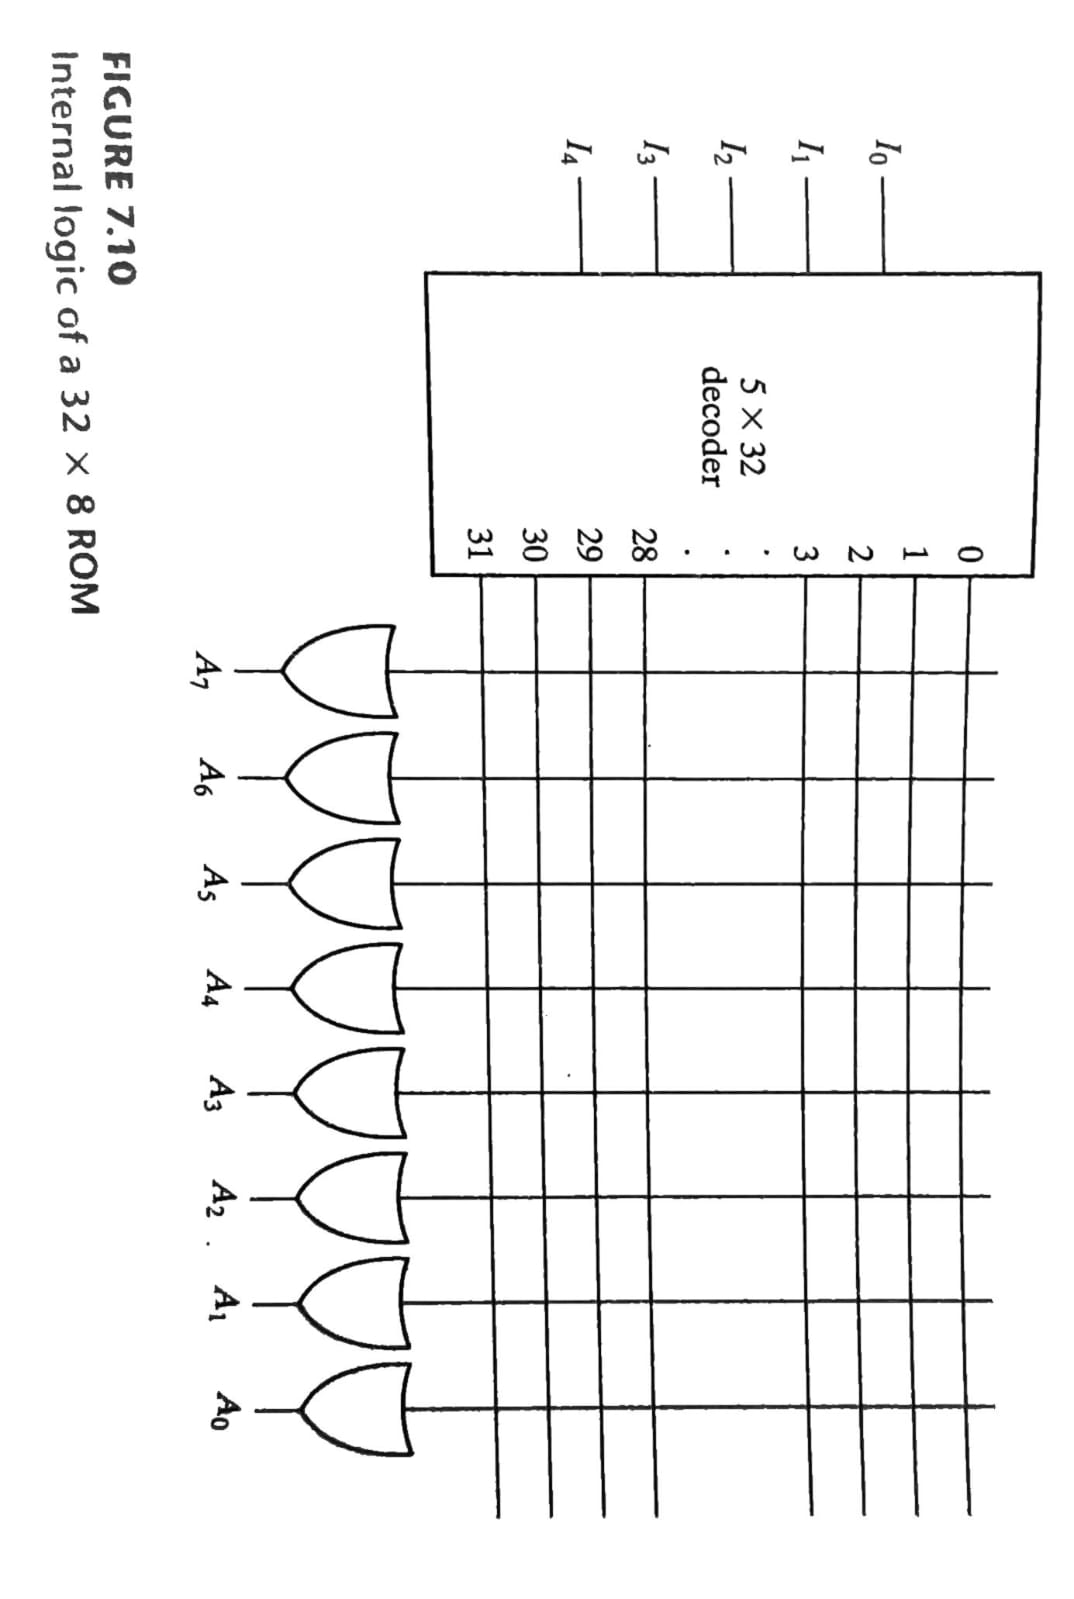 I0
I1
I2
I3
I4
5 × 32
decoder
0
1
2
3
.
.
.
28
29
30
31
A7 A6 A5 A4 A3 A2 A1 A0
FIGURE 7.10
Internal logic of a 32 × 8 ROM